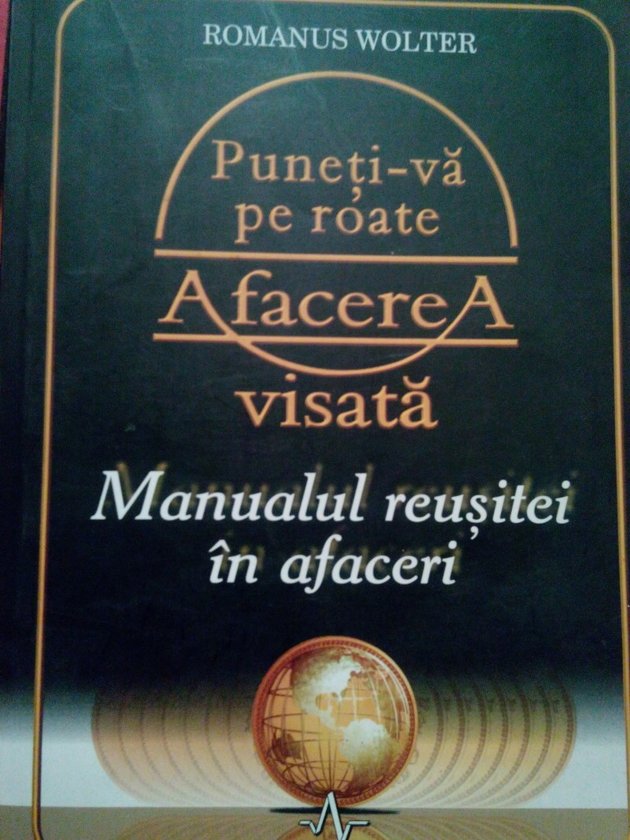 ROMANUS WOLTER
Puneți-vă
pe roate
AfacereA
visată
Manualul reușitei
în afaceri